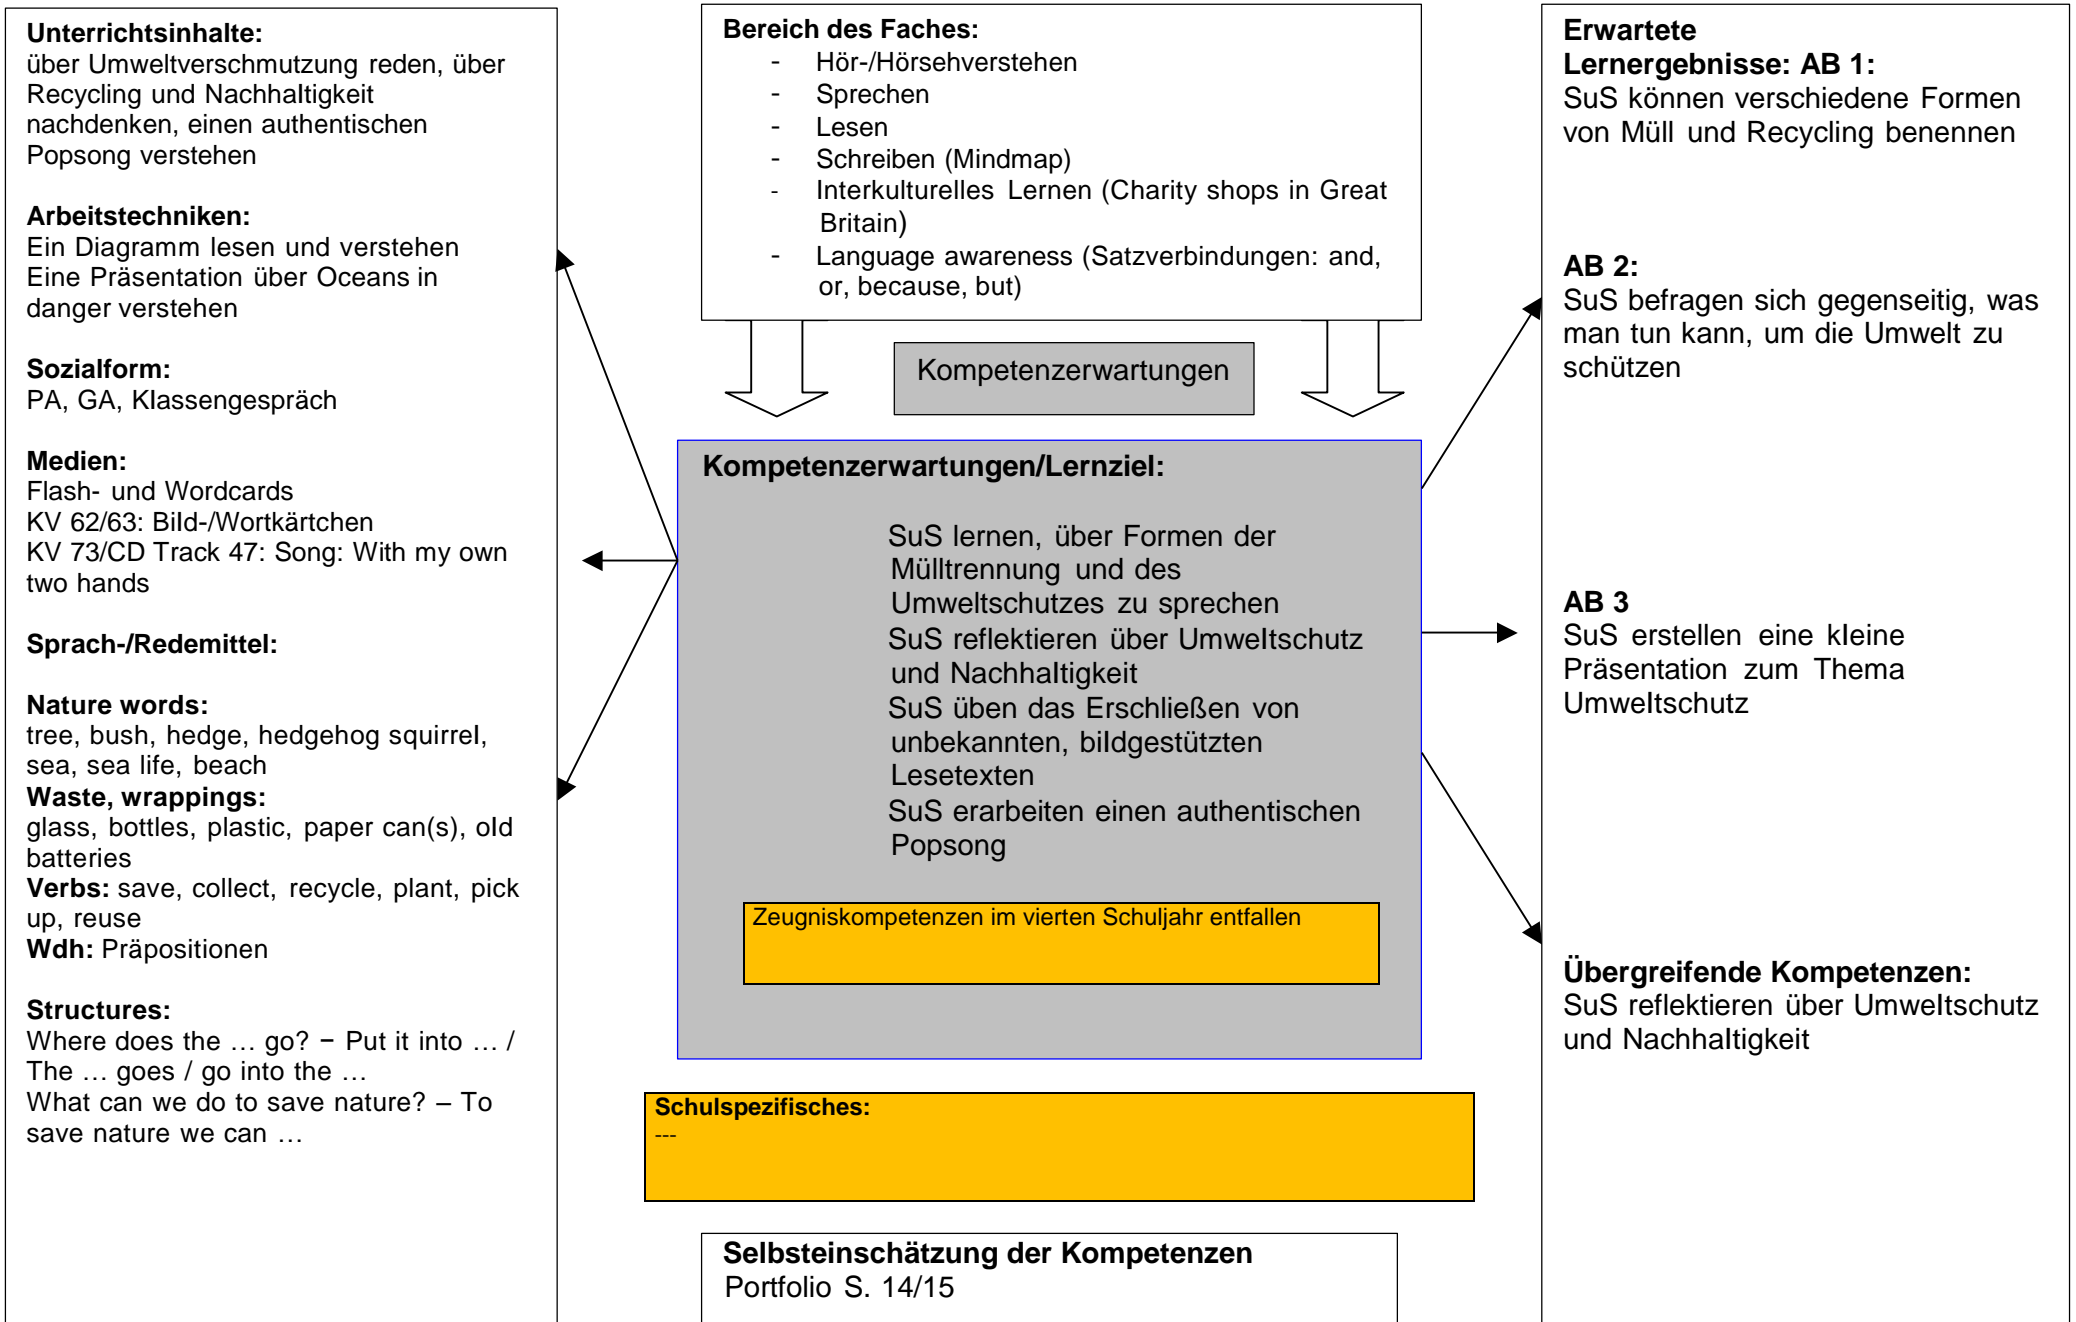 Unterrichtsinhalte:
über Umweltverschmutzung reden, über
Recycling und Nachhaltigkeit
nachdenken, einen authentischen
Popsong verstehen
Arbeitstechniken:
Ein Diagramm lesen und verstehen
Eine Präsentation über Oceans in
danger verstehen
Sozialform:
PA, GA, Klassengespräch
Medien:
Flash- und Wordcards
KV 62/63: Bild-/Wortkärtchen
KV 73/CD Track 47: Song: With my own
two hands
Sprach-/Redemittel:
Nature words:
tree, bush, hedge, hedgehog squirrel,
sea, sea life, beach
Waste, wrappings:
glass, bottles, plastic, paper can(s), old
batteries
Verbs: save, collect, recycle, plant, pick
up, reuse
Wdh: Präpositionen
Structures:
Where does the … go? − Put it into … /
The … goes / go into the …
What can we do to save nature? – To
save nature we can …
Bereich des Faches:
- Hör-/Hörsehverstehen
- Sprechen
- Lesen
- Schreiben (Mindmap)
- Interkulturelles Lernen (Charity shops in Great
Britain)
- Language awareness (Satzverbindungen: and,
or, because, but)
Kompetenzerwartungen
Kompetenzerwartungen/Lernziel:
SuS lernen, über Formen der
Mülltrennung und des
Umweltschutzes zu sprechen
SuS reflektieren über Umweltschutz
und Nachhaltigkeit
SuS üben das Erschließen von
unbekannten, bildgestützten
Lesetexten
SuS erarbeiten einen authentischen
Popsong
Zeugniskompetenzen im vierten Schuljahr entfallen
Schulspezifisches:
---
Selbsteinschätzung der Kompetenzen
Portfolio S. 14/15
Erwartete
Lernergebnisse: AB 1:
SuS können verschiedene Formen
von Müll und Recycling benennen
AB 2:
SuS befragen sich gegenseitig, was
man tun kann, um die Umwelt zu
schützen
AB 3
SuS erstellen eine kleine
Präsentation zum Thema
Umweltschutz
Übergreifende Kompetenzen:
SuS reflektieren über Umweltschutz
und Nachhaltigkeit